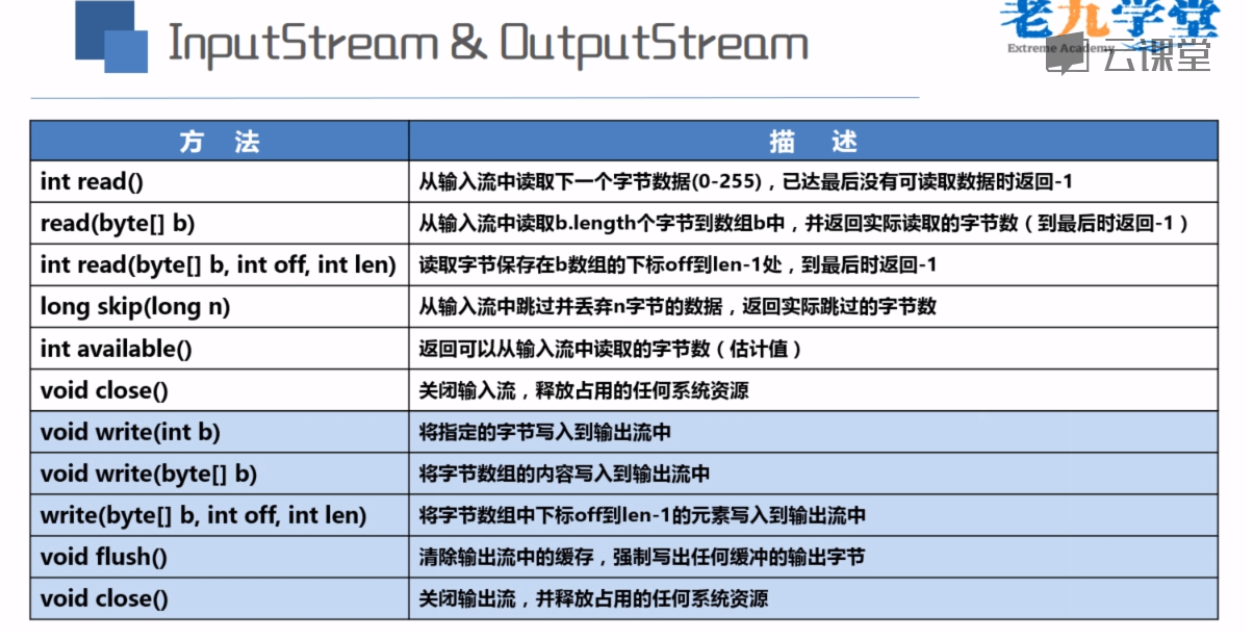 InputStream & OutputStream
老九学堂
Extreme Academy
云课堂
方 法 描 述
int read() 从输入流中读取下一个字节数据(0-255)，已达最后没有可读取数据时返回-1
read(byte[] b) 从输入流中读取b.length个字节到数组b中，并返回实际读取的字节数（到最后时返回-1）
int read(byte[] b, int off, int len) 读取字节保存在b数组的下标off到len-1处，到最后时返回-1
long skip(long n) 从输入流中跳过并丢弃n字节的数据，返回实际跳过的字节数
int available() 返回可以从输入流中读取的字节数（估计值）
void close() 关闭输入流，释放占用的任何系统资源
void write(int b) 将指定的字节写入到输出流中
void write(byte[] b) 将字节数组的内容写入到输出流中
write(byte[] b, int off, int len) 将字节数组中下标off到len-1的元素写入到输出流中
void flush() 清除输出流中的缓存，强制写出任何缓冲的输出字节
void close() 关闭输出流，并释放占用的任何系统资源